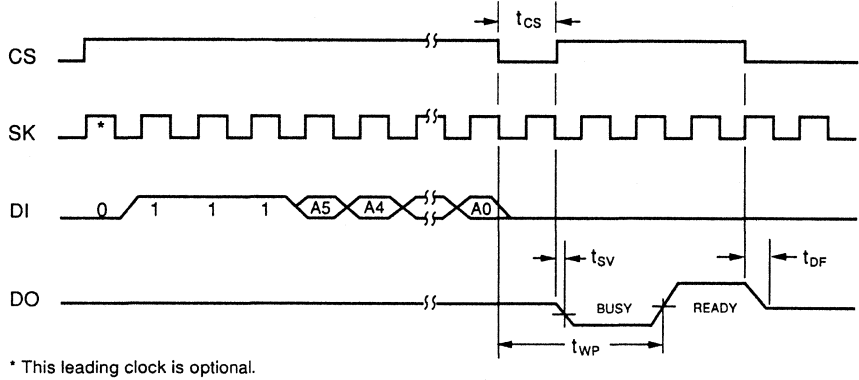 tCS
CS
SK *
DI 0 1 1 1 A5 A4 A0
tSV tDF
DO BUSY READY
tWP
* This leading clock is optional.